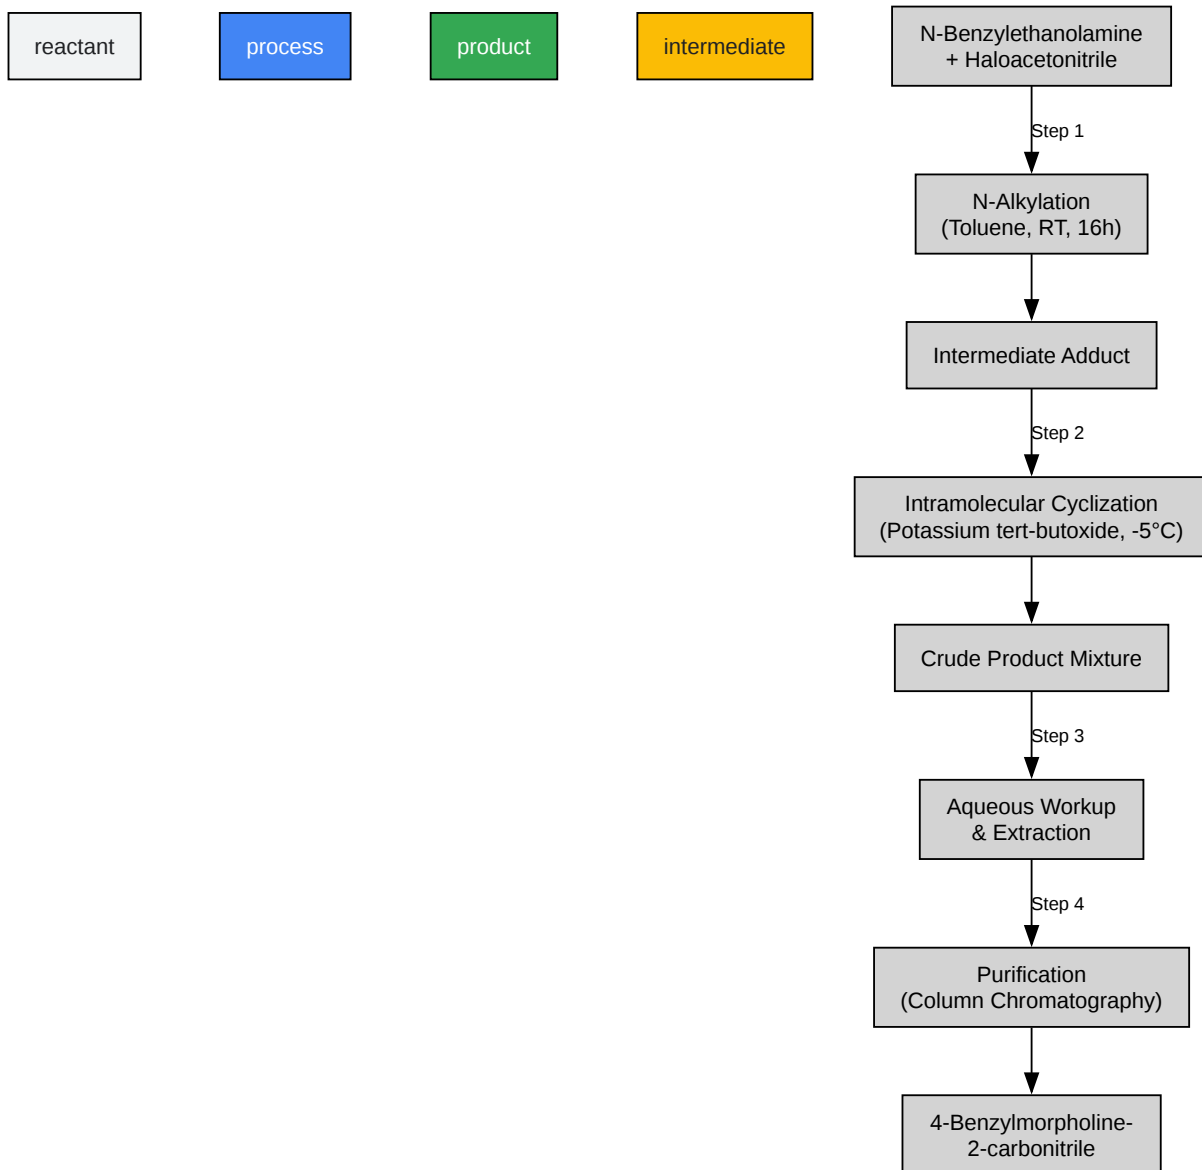 reactant
process
product
intermediate
N-Benzylethanolamine
+ Haloacetonitrile
Step 1
N-Alkylation
(Toluene, RT, 16h)
Intermediate Adduct
Step 2
Intramolecular Cyclization
(Potassium tert-butoxide, -5°C)
Crude Product Mixture
Step 3
Aqueous Workup
& Extraction
Step 4
Purification
(Column Chromatography)
4-Benzylmorpholine-
2-carbonitrile